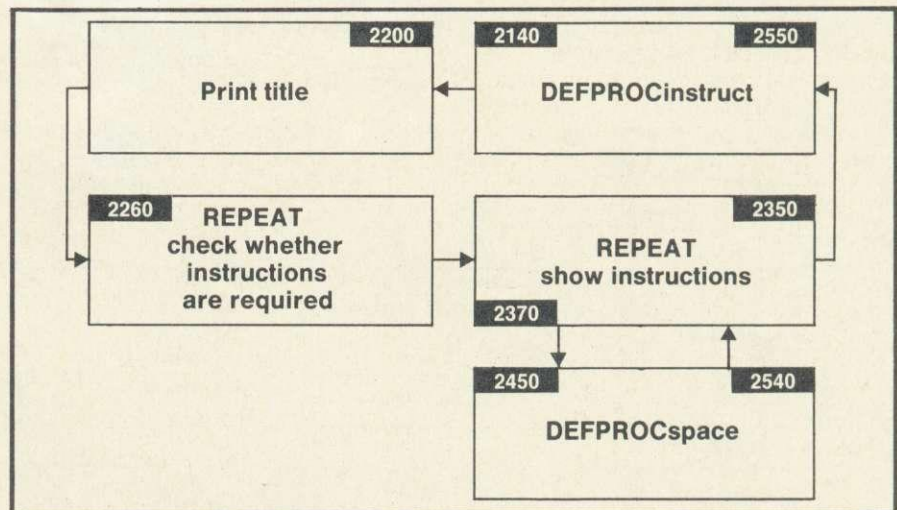 2200
Print title
2140
2550
DEFPROCinstruct
2260
REPEAT
check whether
instructions
are required
2350
REPEAT
show instructions
2370
2450
2540
DEFPROCspace